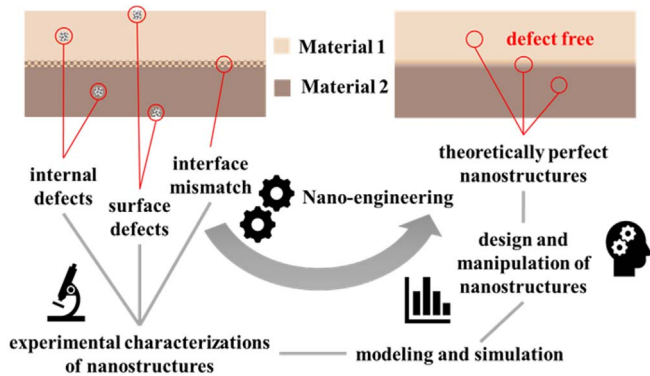 Material 1
Material 2
defect free
internal
defects
surface
defects
interface
mismatch
Nano-engineering
theoretically perfect
nanostructures
design and
manipulation of
nanostructures
experimental characterizations
of nanostructures
modeling and simulation